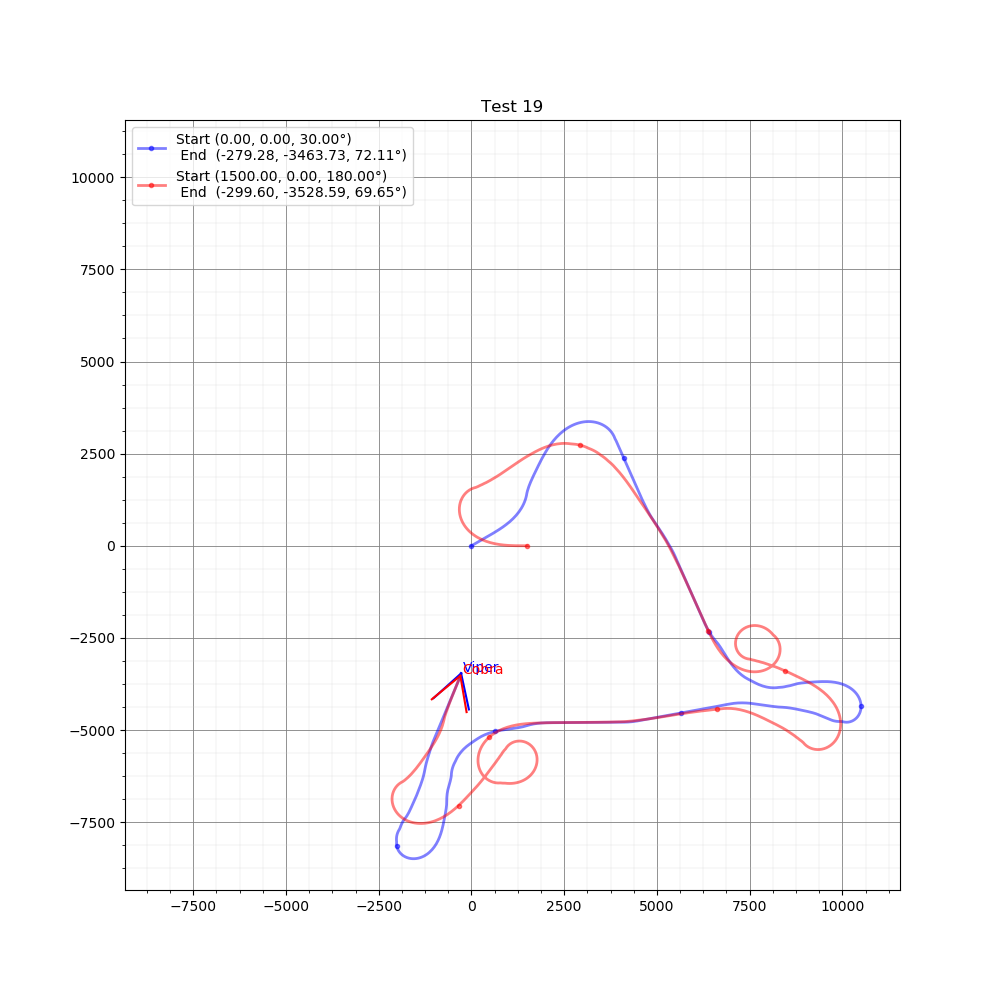 Test 19
Start (0.00, 0.00, 30.00°)
End (-279.28, -3463.73, 72.11°)
Start (1500.00, 0.00, 180.00°)
End (-299.60, -3528.59, 69.65°)
10000
7500
5000
2500
0
−2500
−5000
−7500
Viper
Cobra
−7500 −5000 −2500 0 2500 5000 7500 10000